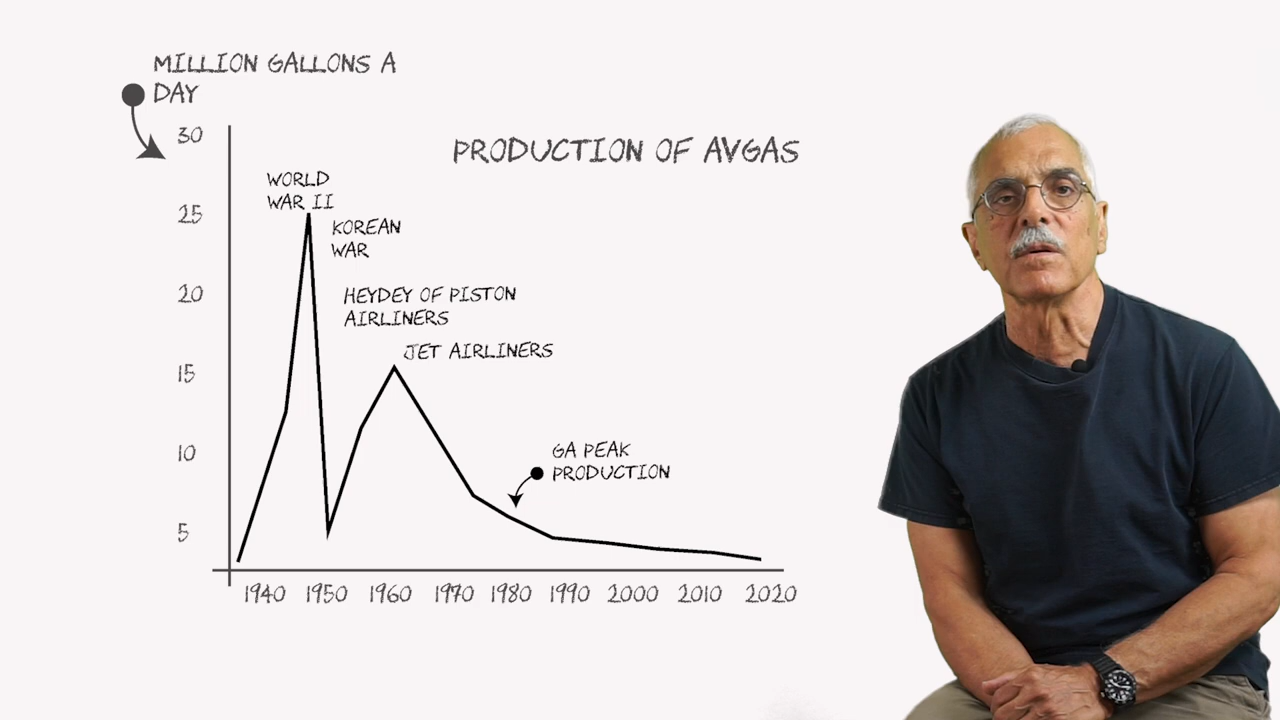 MILLION GALLONS A
DAY
PRODUCTION OF AVGAS
30
25
20
15
10
5
WORLD
WAR II
KOREAN
WAR
HEYDEY OF PISTON
AIRLINERS
JET AIRLINERS
GA PEAK
PRODUCTION
1940 1950 1960 1970 1980 1990 2000 2010 2020